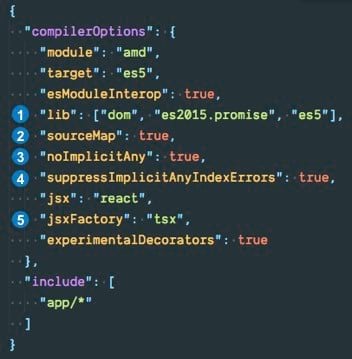 {
"compilerOptions": {
"module": "amd",
"target": "es5",
"esModuleInterop": true,
1 "lib": ["dom", "es2015.promise", "es5"],
2 "sourceMap": true,
3 "noImplicitAny": true,
4 "suppressImplicitAnyIndexErrors": true,
"jsx": "react",
5 "jsxFactory": "tsx",
"experimentalDecorators": true
},
"include": [
"app/*"
]
}